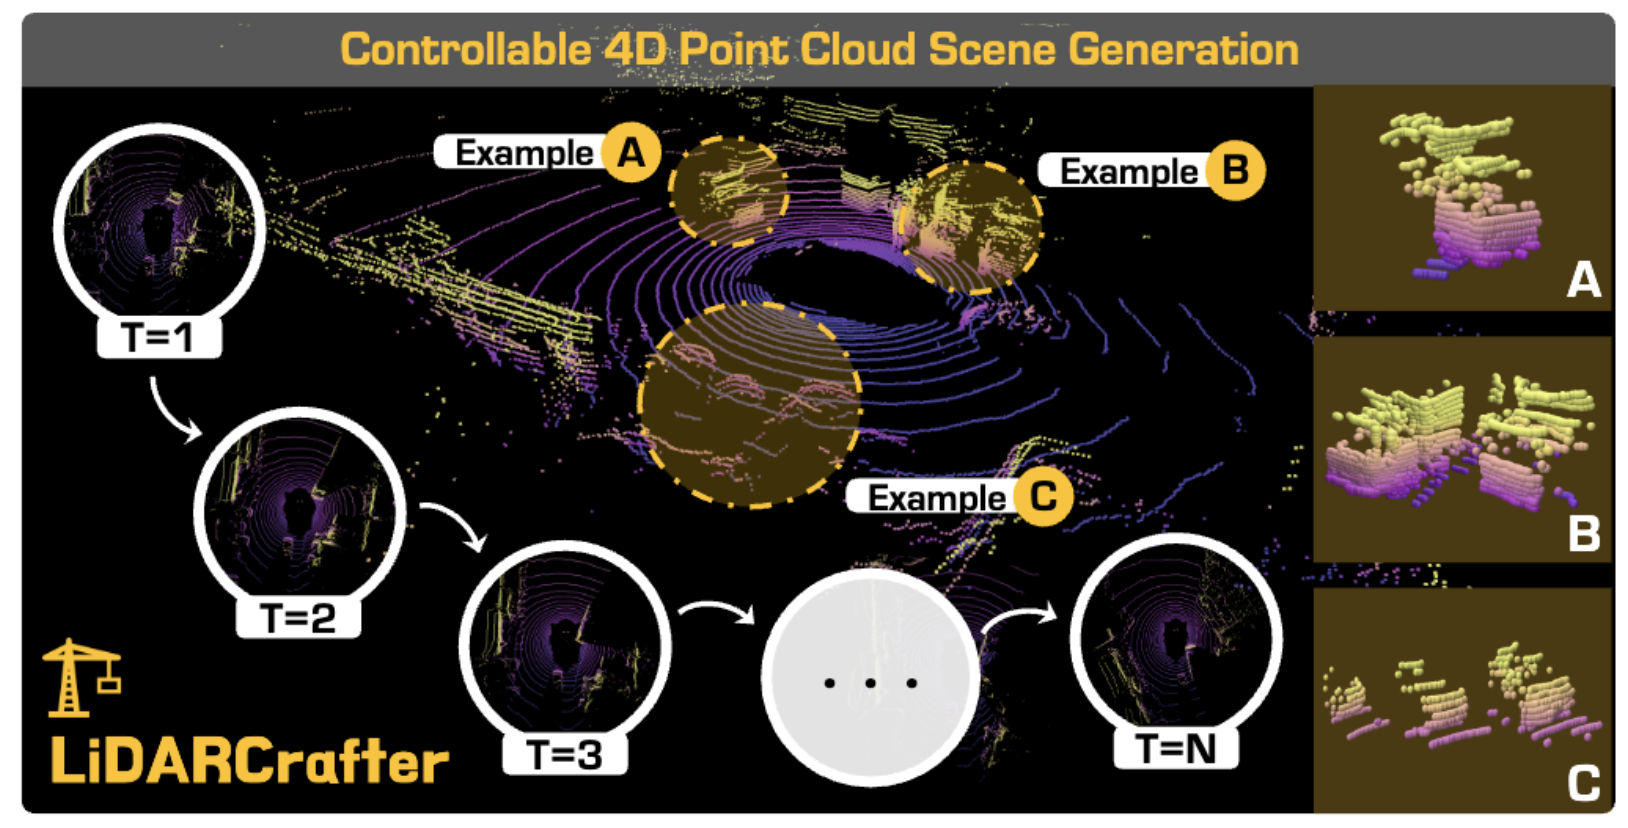 Controllable 4D Point Cloud Scene Generation
Example A
Example B
T=1
A
T=2
B
Example C
T=3
...
T=N
C
LiDARCrafter